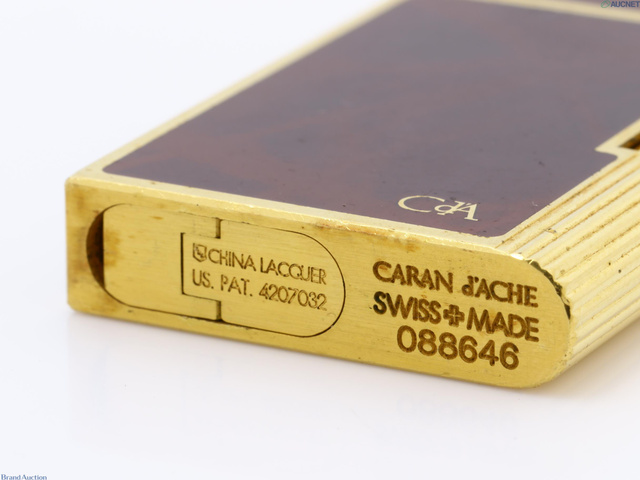 AUCNET
CdA
CHINA LACQUER
US. PAT. 4207032
CARAN d'ACHE
SWISS MADE
088646
Brand Auction